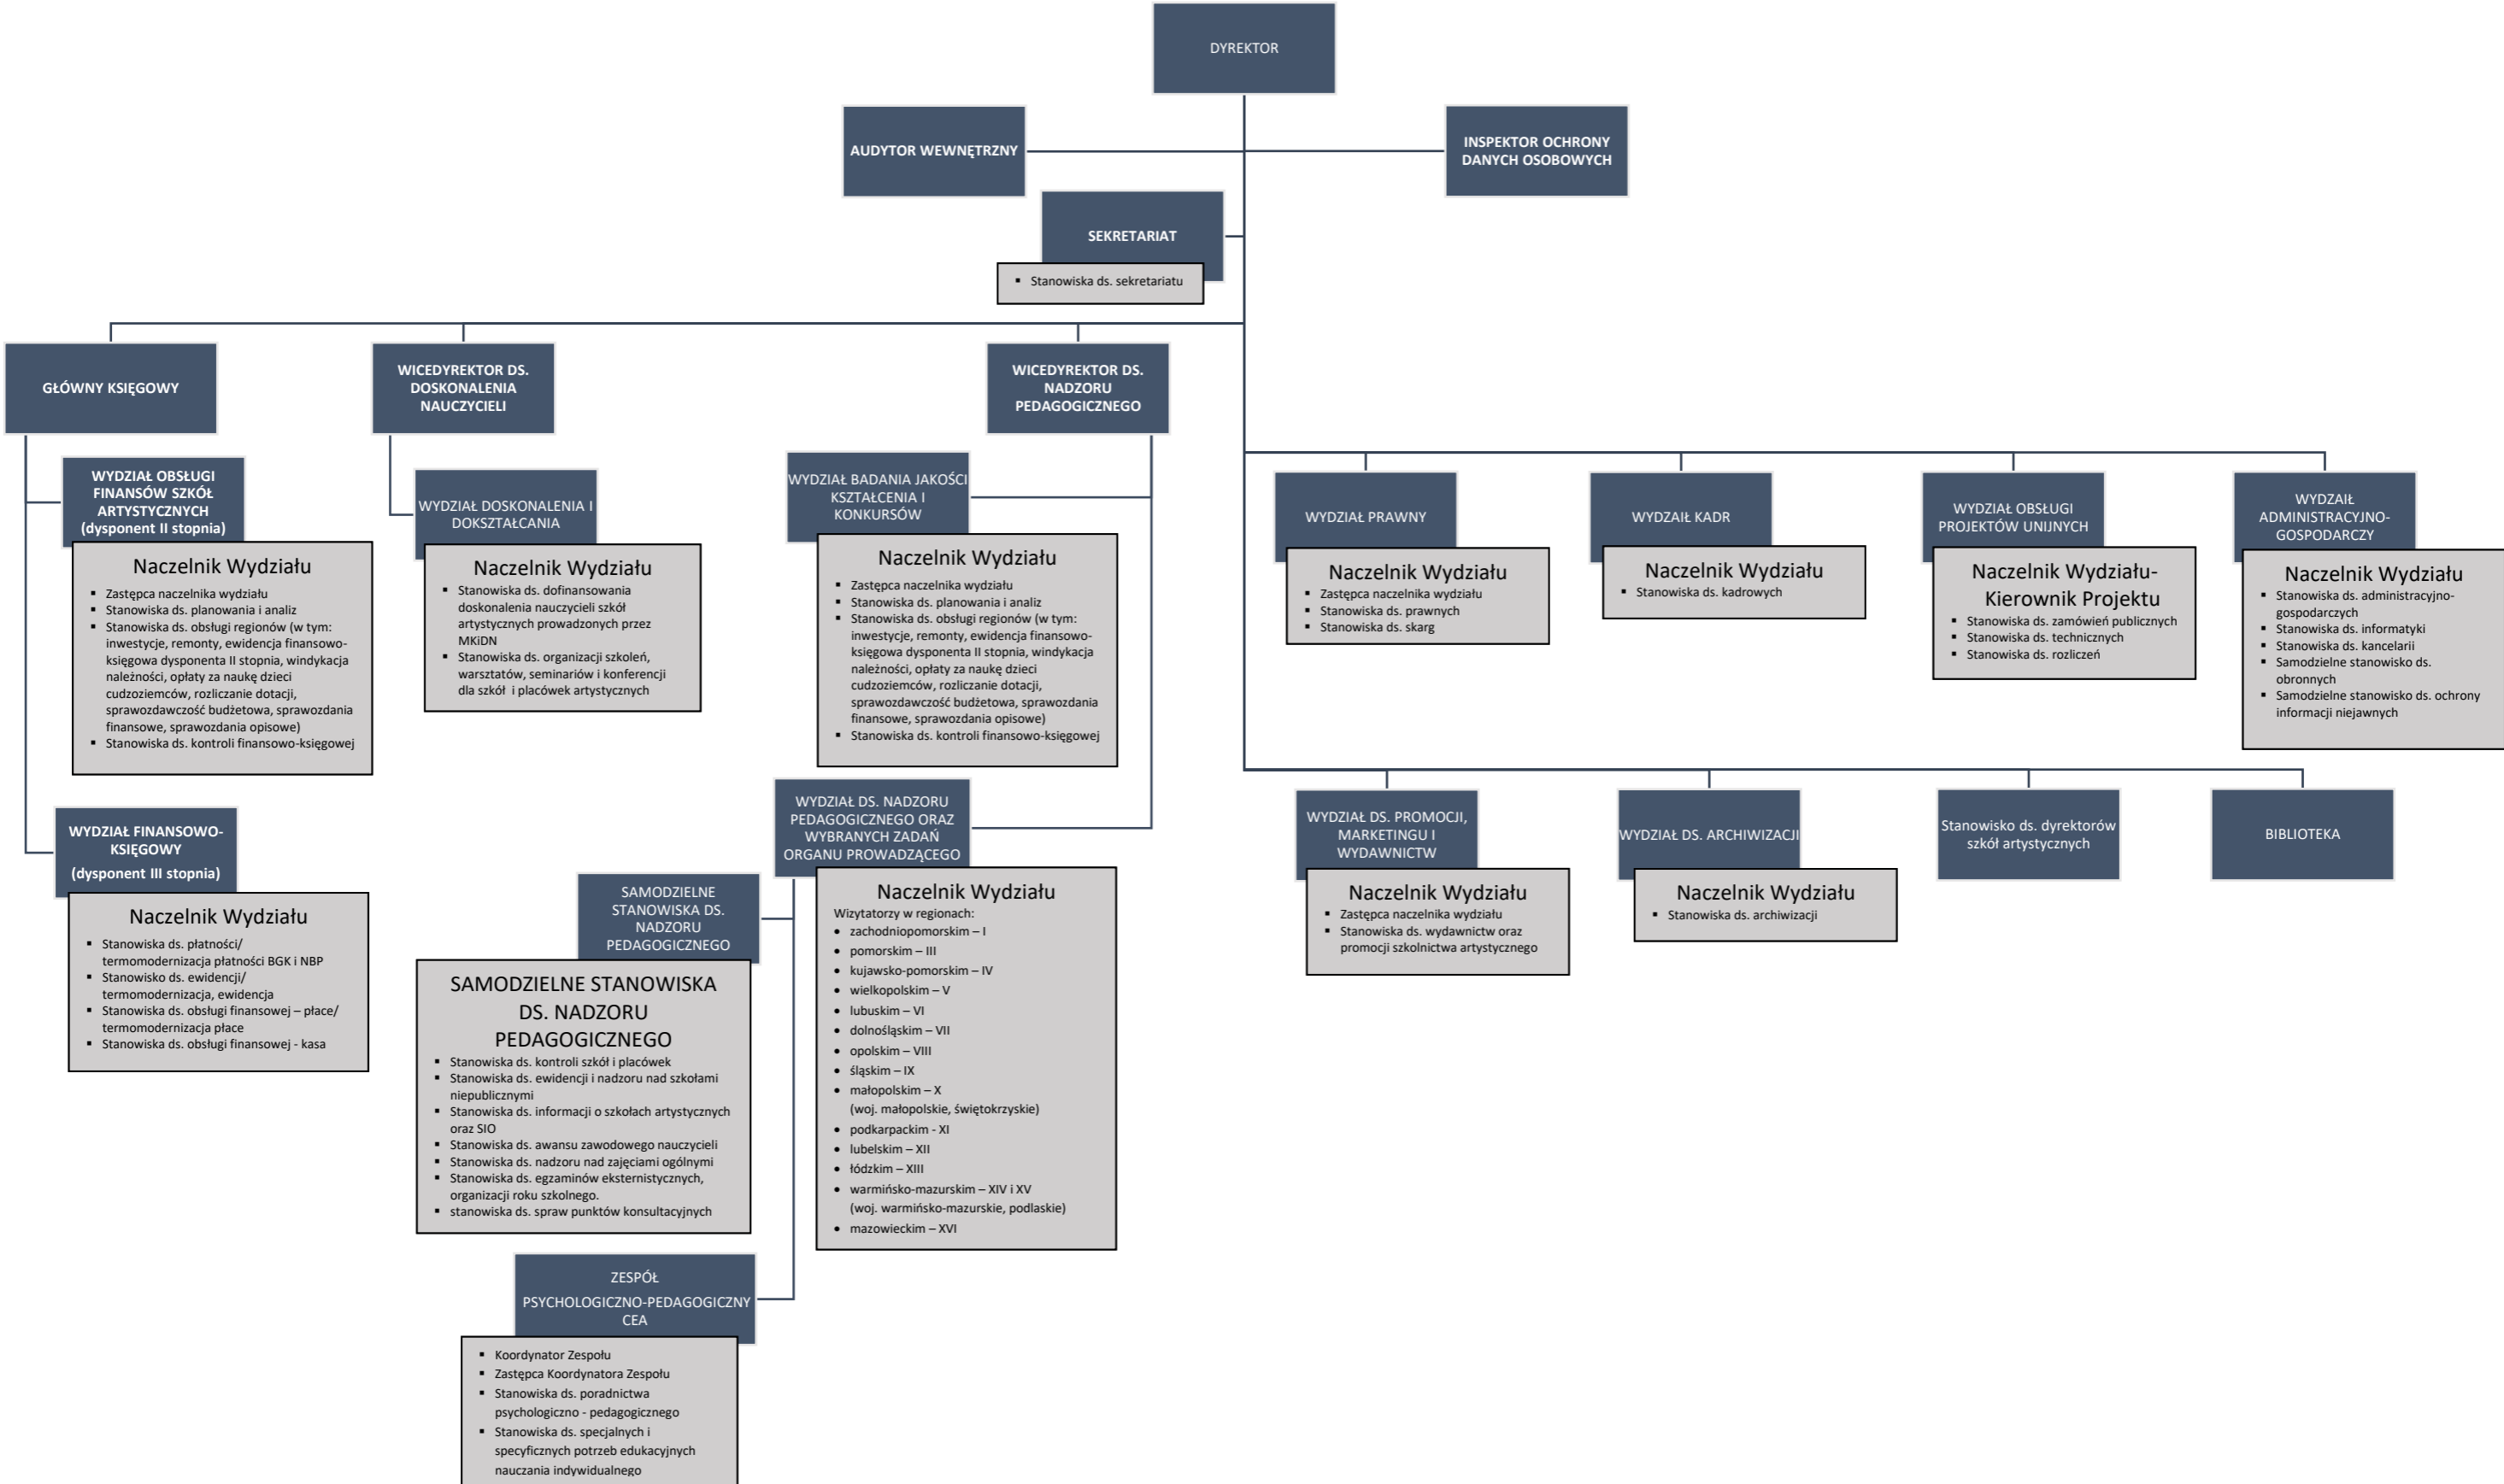 DYREKTOR
AUDYTOR WEWNĘTRZNY
INSPEKTOR OCHRONY
DANYCH OSOBOWYCH
SEKRETARIAT
▪ Stanowiska ds. sekretariatu
GŁÓWNY KSIĘGOWY
WICEDYREKTOR DS.
DOSKONALENIA
NAUCZYCIELI
WICEDYREKTOR DS.
NADZORU
PEDAGOGICZNEGO
WYDZIAŁ OBSŁUGI
FINANSÓW SZKÓŁ
ARTYSTYCZNYCH
(dysponent II stopnia)
Naczelnik Wydziału
▪ Zastępca naczelnika wydziału
▪ Stanowiska ds. planowania i analiz
▪ Stanowiska ds. obsługi regionów (w tym:
inwestycje, remonty, ewidencja finansowo-
księgowa dysponenta II stopnia, windykacja
należności, opłaty za naukę dzieci
cudzoziemców, rozliczanie dotacji,
sprawozdawczość budżetowa, sprawozdania
finansowe, sprawozdania opisowe)
▪ Stanowiska ds. kontroli finansowo-księgowej
WYDZIAŁ DOSKONALENIA I
DOKSZTAŁCANIA
Naczelnik Wydziału
▪ Stanowiska ds. dofinansowania
doskonalenia nauczycieli szkół
artystycznych prowadzonych przez
MKiDN
▪ Stanowiska ds. organizacji szkoleń,
warsztatów, seminariów i konferencji
dla szkół i placówek artystycznych
WYDZIAŁ BADANIA JAKOŚCI
KSZTAŁCENIA I
KONKURSÓW
Naczelnik Wydziału
▪ Zastępca naczelnika wydziału
▪ Stanowiska ds. planowania i analiz
▪ Stanowiska ds. obsługi regionów (w tym:
inwestycje, remonty, ewidencja finansowo-
księgowa dysponenta II stopnia, windykacja
należności, opłaty za naukę dzieci
cudzoziemców, rozliczanie dotacji,
sprawozdawczość budżetowa, sprawozdania
finansowe, sprawozdania opisowe)
▪ Stanowiska ds. kontroli finansowo-księgowej
WYDZIAŁ PRAWNY
Naczelnik Wydziału
▪ Zastępca naczelnika wydziału
▪ Stanowiska ds. prawnych
▪ Stanowiska ds. skarg
WYDZAIŁ KADR
Naczelnik Wydziału
▪ Stanowiska ds. kadrowych
WYDZIAŁ OBSŁUGI
PROJEKTÓW UNIJNYCH
Naczelnik Wydziału-
Kierownik Projektu
▪ Stanowiska ds. zamówień publicznych
▪ Stanowiska ds. technicznych
▪ Stanowiska ds. rozliczeń
WYDZAIŁ
ADMINISTRACYJNO-
GOSPODARCZY
Naczelnik Wydziału
▪ Stanowiska ds. administracyjno-
gospodarczych
▪ Stanowiska ds. informatyki
▪ Stanowiska ds. kancelarii
▪ Samodzielne stanowisko ds.
obronnych
▪ Samodzielne stanowisko ds. ochrony
informacji niejawnych
WYDZIAŁ FINANSOWO-
KSIĘGOWY
(dysponent III stopnia)
Naczelnik Wydziału
▪ Stanowiska ds. płatności/
termomodernizacja płatności BGK i NBP
▪ Stanowisko ds. ewidencji/
termomodernizacja, ewidencja
▪ Stanowiska ds. obsługi finansowej – płace/
termomodernizacja płace
▪ Stanowiska ds. obsługi finansowej - kasa
WYDZIAŁ DS. NADZORU
PEDAGOGICZNEGO ORAZ
WYBRANYCH ZADAŃ
ORGANU PROWADZĄCEGO
Naczelnik Wydziału
Wizytatorzy w regionach:
• zachodniopomorskim – I
• pomorskim – III
• kujawsko-pomorskim – IV
• wielkopolskim – V
• lubuskim – VI
• dolnośląskim – VII
• opolskim – VIII
• śląskim – IX
• małopolskim – X
(woj. małopolskie, świętokrzyskie)
• podkarpackim - XI
• lubelskim – XII
• łódzkim – XIII
• warmińsko-mazurskim – XIV i XV
(woj. warmińsko-mazurskie, podlaskie)
• mazowieckim – XVI
SAMODZIELNE
STANOWISKA DS.
NADZORU
PEDAGOGICZNEGO
SAMODZIELNE STANOWISKA
DS. NADZORU
PEDAGOGICZNEGO
▪ Stanowiska ds. kontroli szkół i placówek
▪ Stanowiska ds. ewidencji i nadzoru nad szkołami
niepublicznymi
▪ Stanowiska ds. informacji o szkołach artystycznych
oraz SIO
▪ Stanowiska ds. awansu zawodowego nauczycieli
▪ Stanowiska ds. nadzoru nad zajęciami ogólnymi
▪ Stanowiska ds. egzaminów eksternistycznych,
organizacji roku szkolnego.
▪ stanowiska ds. spraw punktów konsultacyjnych
ZESPÓŁ
PSYCHOLOGICZNO-PEDAGOGICZNY
CEA
▪ Koordynator Zespołu
▪ Zastępca Koordynatora Zespołu
▪ Stanowiska ds. poradnictwa
psychologiczno - pedagogicznego
▪ Stanowiska ds. specjalnych i
specyficznych potrzeb edukacyjnych
nauczania indywidualnego
WYDZIAŁ DS. PROMOCJI,
MARKETINGU I
WYDAWNICTW
Naczelnik Wydziału
▪ Zastępca naczelnika wydziału
▪ Stanowiska ds. wydawnictw oraz
promocji szkolnictwa artystycznego
WYDZIAŁ DS. ARCHIWIZACJI
Naczelnik Wydziału
▪ Stanowiska ds. archiwizacji
Stanowisko ds. dyrektorów
szkół artystycznych
BIBLIOTEKA